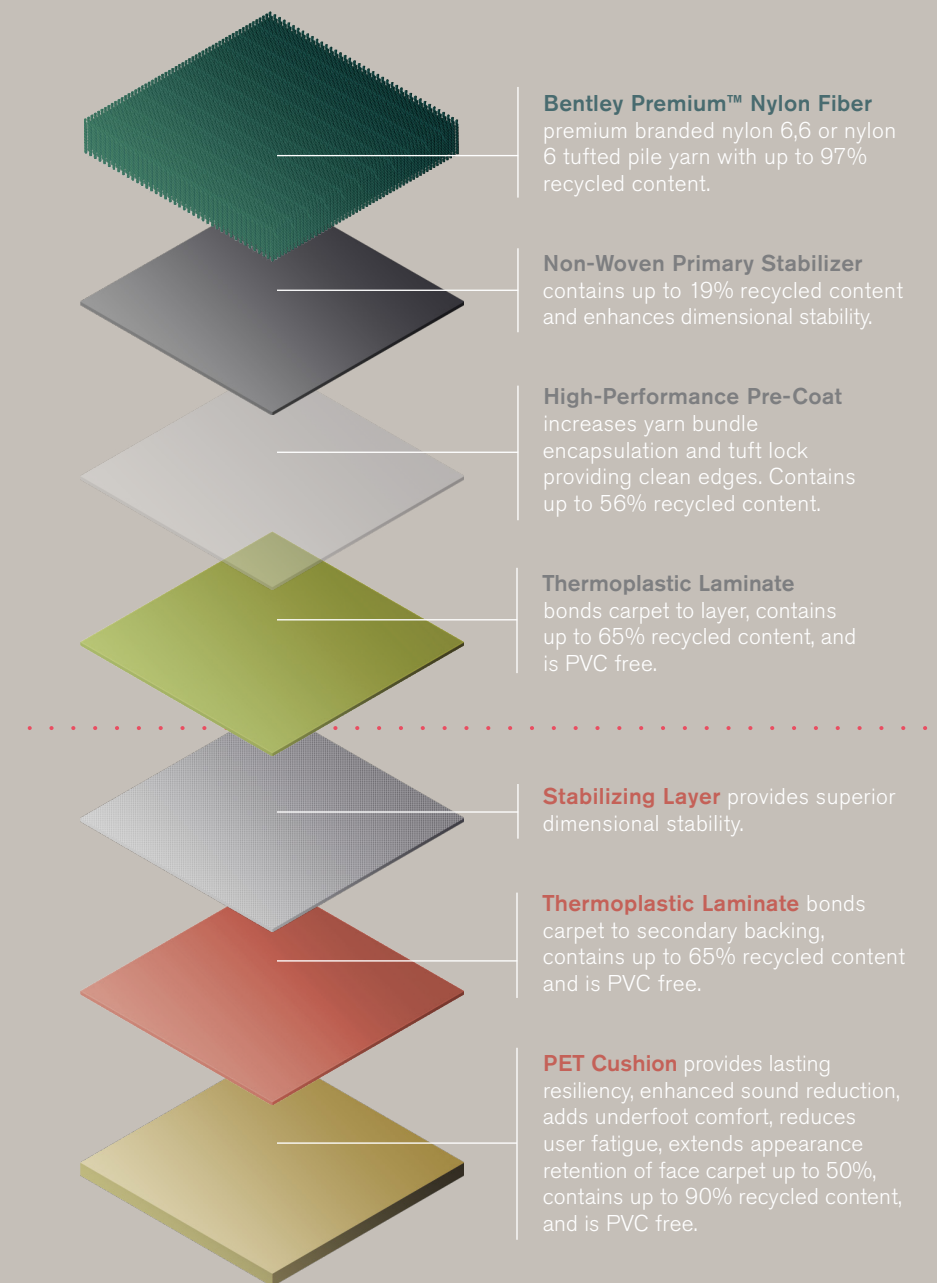 Bentley Premium™ Nylon Fiber
premium branded nylon 6,6 or nylon
6 tufted pile yarn with up to 97%
recycled content.
Non-Woven Primary Stabilizer
contains up to 19% recycled content
and enhances dimensional stability.
High-Performance Pre-Coat
increases yarn bundle
encapsulation and tuft lock
providing clean edges. Contains
up to 56% recycled content.
Thermoplastic Laminate
bonds carpet to layer, contains
up to 65% recycled content, and
is PVC free.
Stabilizing Layer provides superior
dimensional stability.
Thermoplastic Laminate bonds
carpet to secondary backing,
contains up to 65% recycled content
and is PVC free.
PET Cushion provides lasting
resiliency, enhanced sound reduction,
adds underfoot comfort, reduces
user fatigue, extends appearance
retention of face carpet up to 50%,
contains up to 90% recycled content,
and is PVC free.